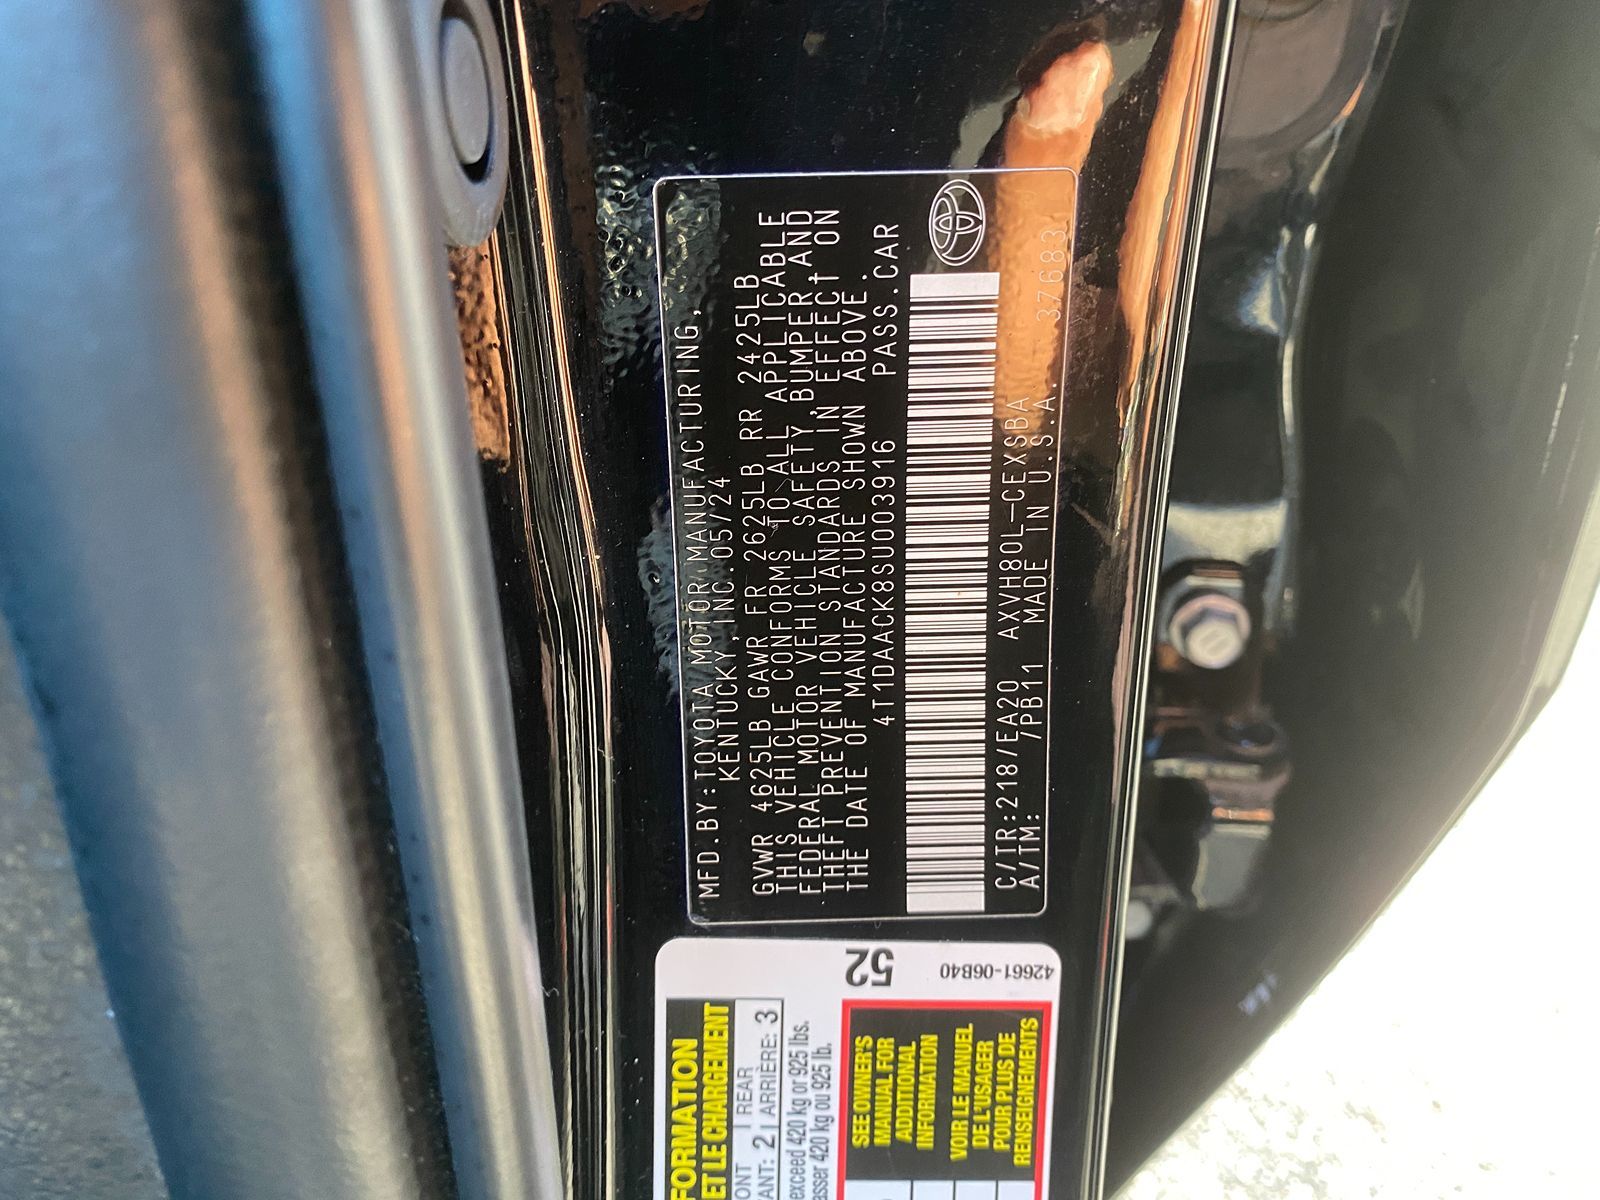 MFD.BY:TOYOTA MOTOR MANUFACTURING,
KENTUCKY,INC.05/24
GVWR 4625LB GAWR FR 2625LB RR 2425LB
THIS VEHICLE CONFORMS TO ALL APPLICABLE
FEDERAL MOTOR VEHICLE SAFETY, BUMPER, AND
THEFT PREVENTION STANDARDS IN EFFECT ON
THE DATE OF MANUFACTURE SHOWN ABOVE.
4T1DAACK8SU003916 PASS.CAR
C/TR:218/EA20 AXVH80L-CEXSBA
A/TM: /PB11 MADE IN U.S.A. 37683
52
42661-06B40
FORMATION
ET LE CHARGEMENT
ONT 2 REAR 3
VANT: ARRIÈRE:
exceed 420 kg or 925 lbs.
asser 420 kg ou 925 lb.
SEE OWNER'S
MANUAL FOR
ADDITIONAL
INFORMATION
VOIR LE MANUEL
DE L'USAGER
POUR PLUS DE
RENSEIGNEMENTS